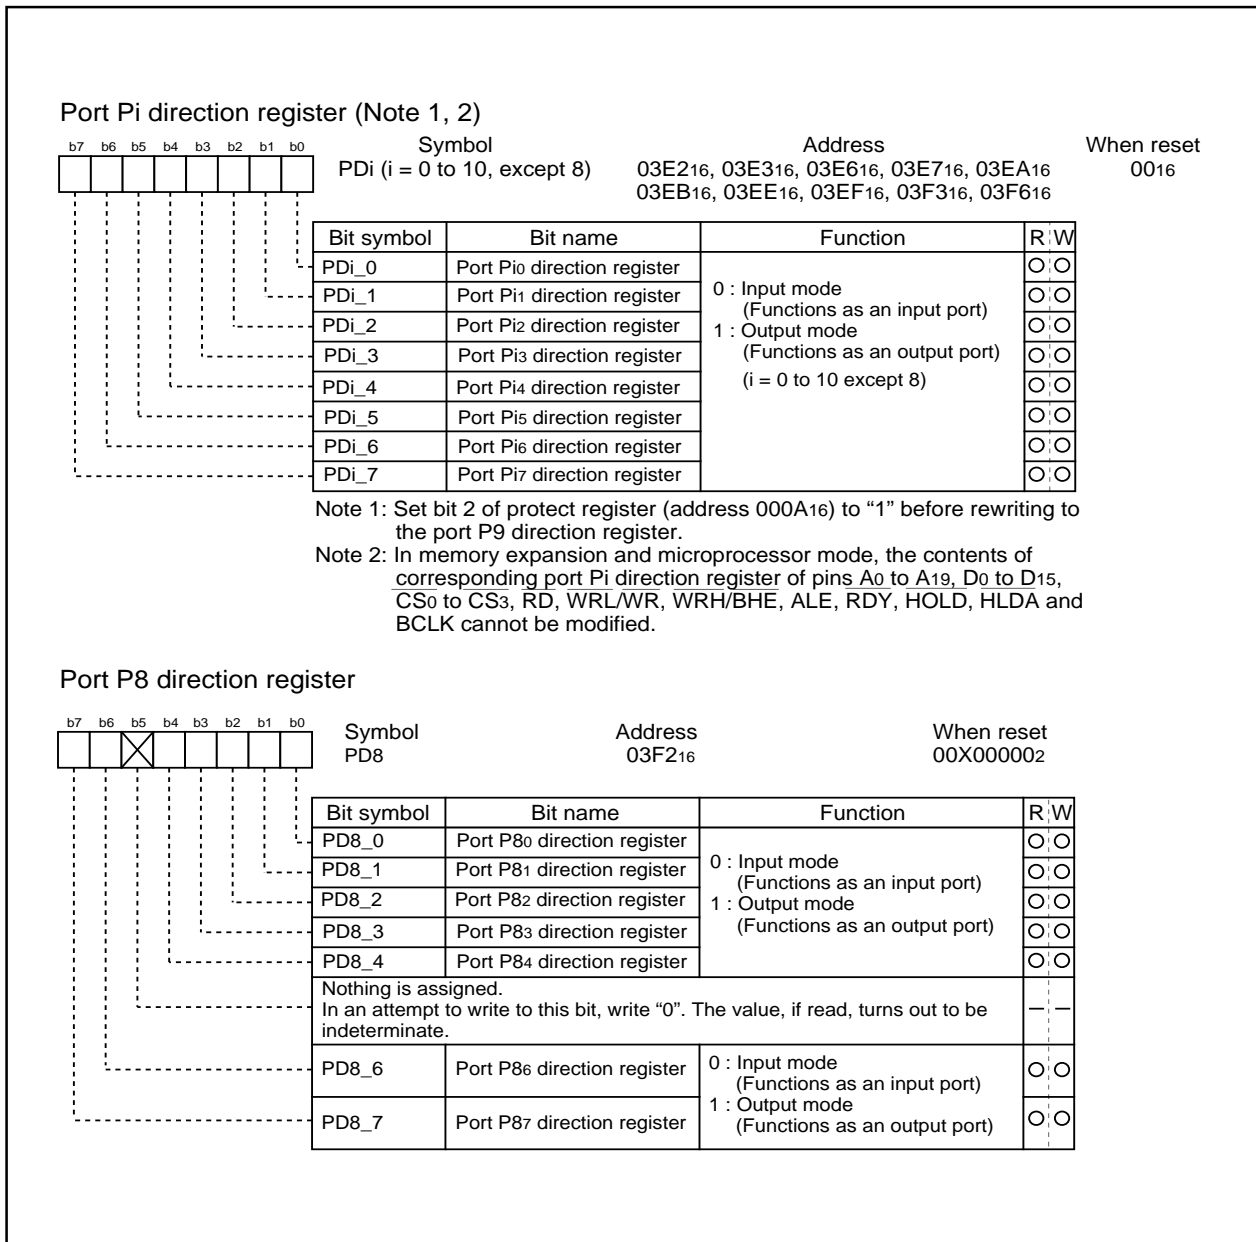 Port Pi direction register (Note 1, 2)
b7 b6 b5 b4 b3 b2 b1 b0
Symbol Address When reset
PDi (i = 0 to 10, except 8) 03E216, 03E316, 03E616, 03E716, 03EA16 0016
03EB16, 03EE16, 03EF16, 03F316, 03F616
Bit symbol Bit name Function R W
PDi_0 Port Pi0 direction register
PDi_1 Port Pi1 direction register
PDi_2 Port Pi2 direction register
PDi_3 Port Pi3 direction register
PDi_4 Port Pi4 direction register
PDi_5 Port Pi5 direction register
PDi_6 Port Pi6 direction register
PDi_7 Port Pi7 direction register
0 : Input mode
(Functions as an input port)
1 : Output mode
(Functions as an output port)
(i = 0 to 10 except 8)
Note 1: Set bit 2 of protect register (address 000A16) to “1” before rewriting to
the port P9 direction register.
Note 2: In memory expansion and microprocessor mode, the contents of
corresponding port Pi direction register of pins A0 to A19, D0 to D15,
CS0 to CS3, RD, WRL/WR, WRH/BHE, ALE, RDY, HOLD, HLDA and
BCLK cannot be modified.
Port P8 direction register
b7 b6 b5 b4 b3 b2 b1 b0
Symbol Address When reset
PD8 03F216 00X000002
Bit symbol Bit name Function R W
PD8_0 Port P80 direction register
PD8_1 Port P81 direction register
PD8_2 Port P82 direction register
PD8_3 Port P83 direction register
PD8_4 Port P84 direction register
0 : Input mode
(Functions as an input port)
1 : Output mode
(Functions as an output port)
Nothing is assigned.
In an attempt to write to this bit, write “0”. The value, if read, turns out to be
indeterminate.
PD8_6 Port P86 direction register
PD8_7 Port P87 direction register
0 : Input mode
(Functions as an input port)
1 : Output mode
(Functions as an output port)